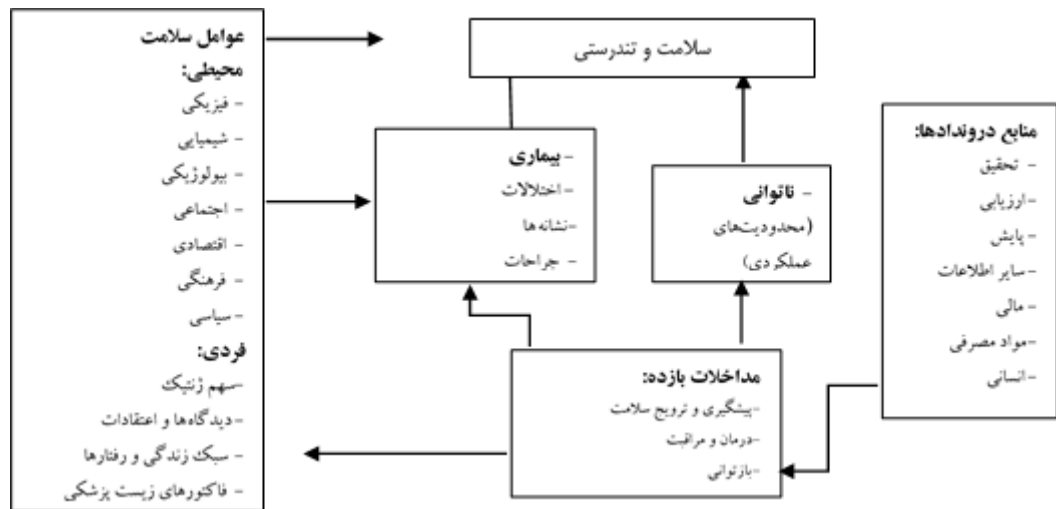 عوامل سلامت
محیطی:
- فیزیکی
- شیمیایی
- بیولوژیکی
- اجتماعی
- اقتصادی
- فرهنگی
-سیاسی
فردی:
-سهم ژنتیک
-دیدگاه‌ها و اعتقادات
- سبک زندگی و رفتارها
- فاکتورهای زیست پزشکی
سلامت و تندرستی
- بیماری
-اختلالات
-نشانه‌ها
- جراحات
- ناتوانی
(محدودیت‌های
عملکردی)
منابع دروندادها:
- تحقیق
-ارزیابی
- پایش
-سایر اطلاعات
- مالی
-مواد مصرفی
-انسانی
مداخلات بازده:
-پیشگیری و ترویج سلامت
-درمان و مراقبت
-بازتوانی